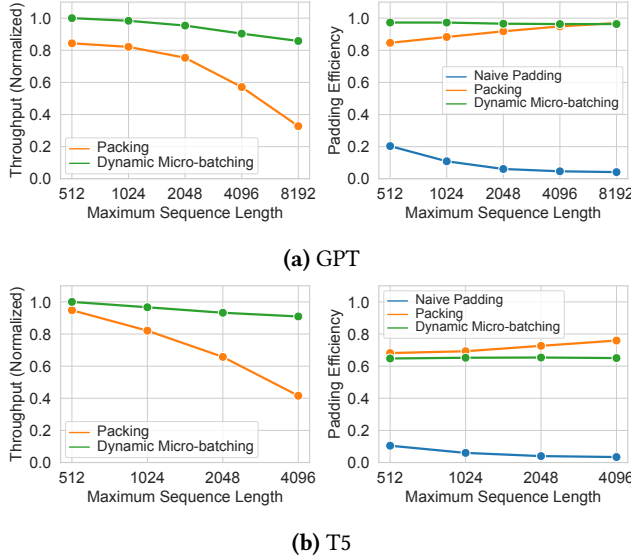 Throughput (Normalized)
1.0
0.8
0.6
0.4
0.2
0.0
Packing
Dynamic Micro-batching
512 1024 2048 4096 8192
Maximum Sequence Length
Padding Efficiency
1.0
0.8
0.6
0.4
0.2
0.0
Naive Padding
Packing
Dynamic Micro-batching
512 1024 2048 4096 8192
Maximum Sequence Length
(a) GPT
Throughput (Normalized)
1.0
0.8
0.6
0.4
0.2
0.0
Packing
Dynamic Micro-batching
512 1024 2048 4096
Maximum Sequence Length
Padding Efficiency
1.0
0.8
0.6
0.4
0.2
0.0
Naive Padding
Packing
Dynamic Micro-batching
512 1024 2048 4096
Maximum Sequence Length
(b) T5